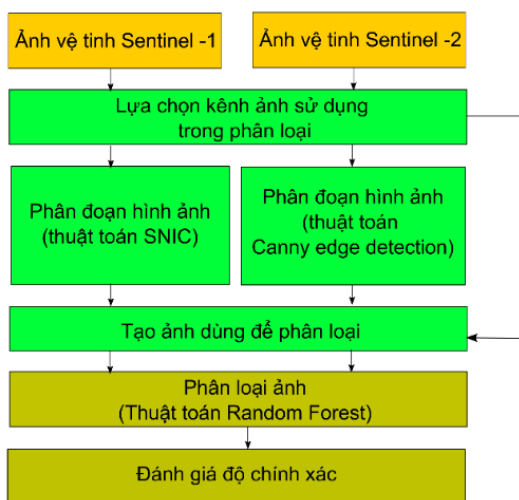 Ảnh vệ tinh Sentinel -1
Ảnh vệ tinh Sentinel -2
Lựa chọn kênh ảnh sử dụng
trong phân loại
Phân đoạn hình ảnh
(thuật toán SNIC)
Phân đoạn hình ảnh
(thuật toán
Canny edge detection)
Tạo ảnh dùng để phân loại
Phân loại ảnh
(Thuật toán Random Forest)
Đánh giá độ chính xác